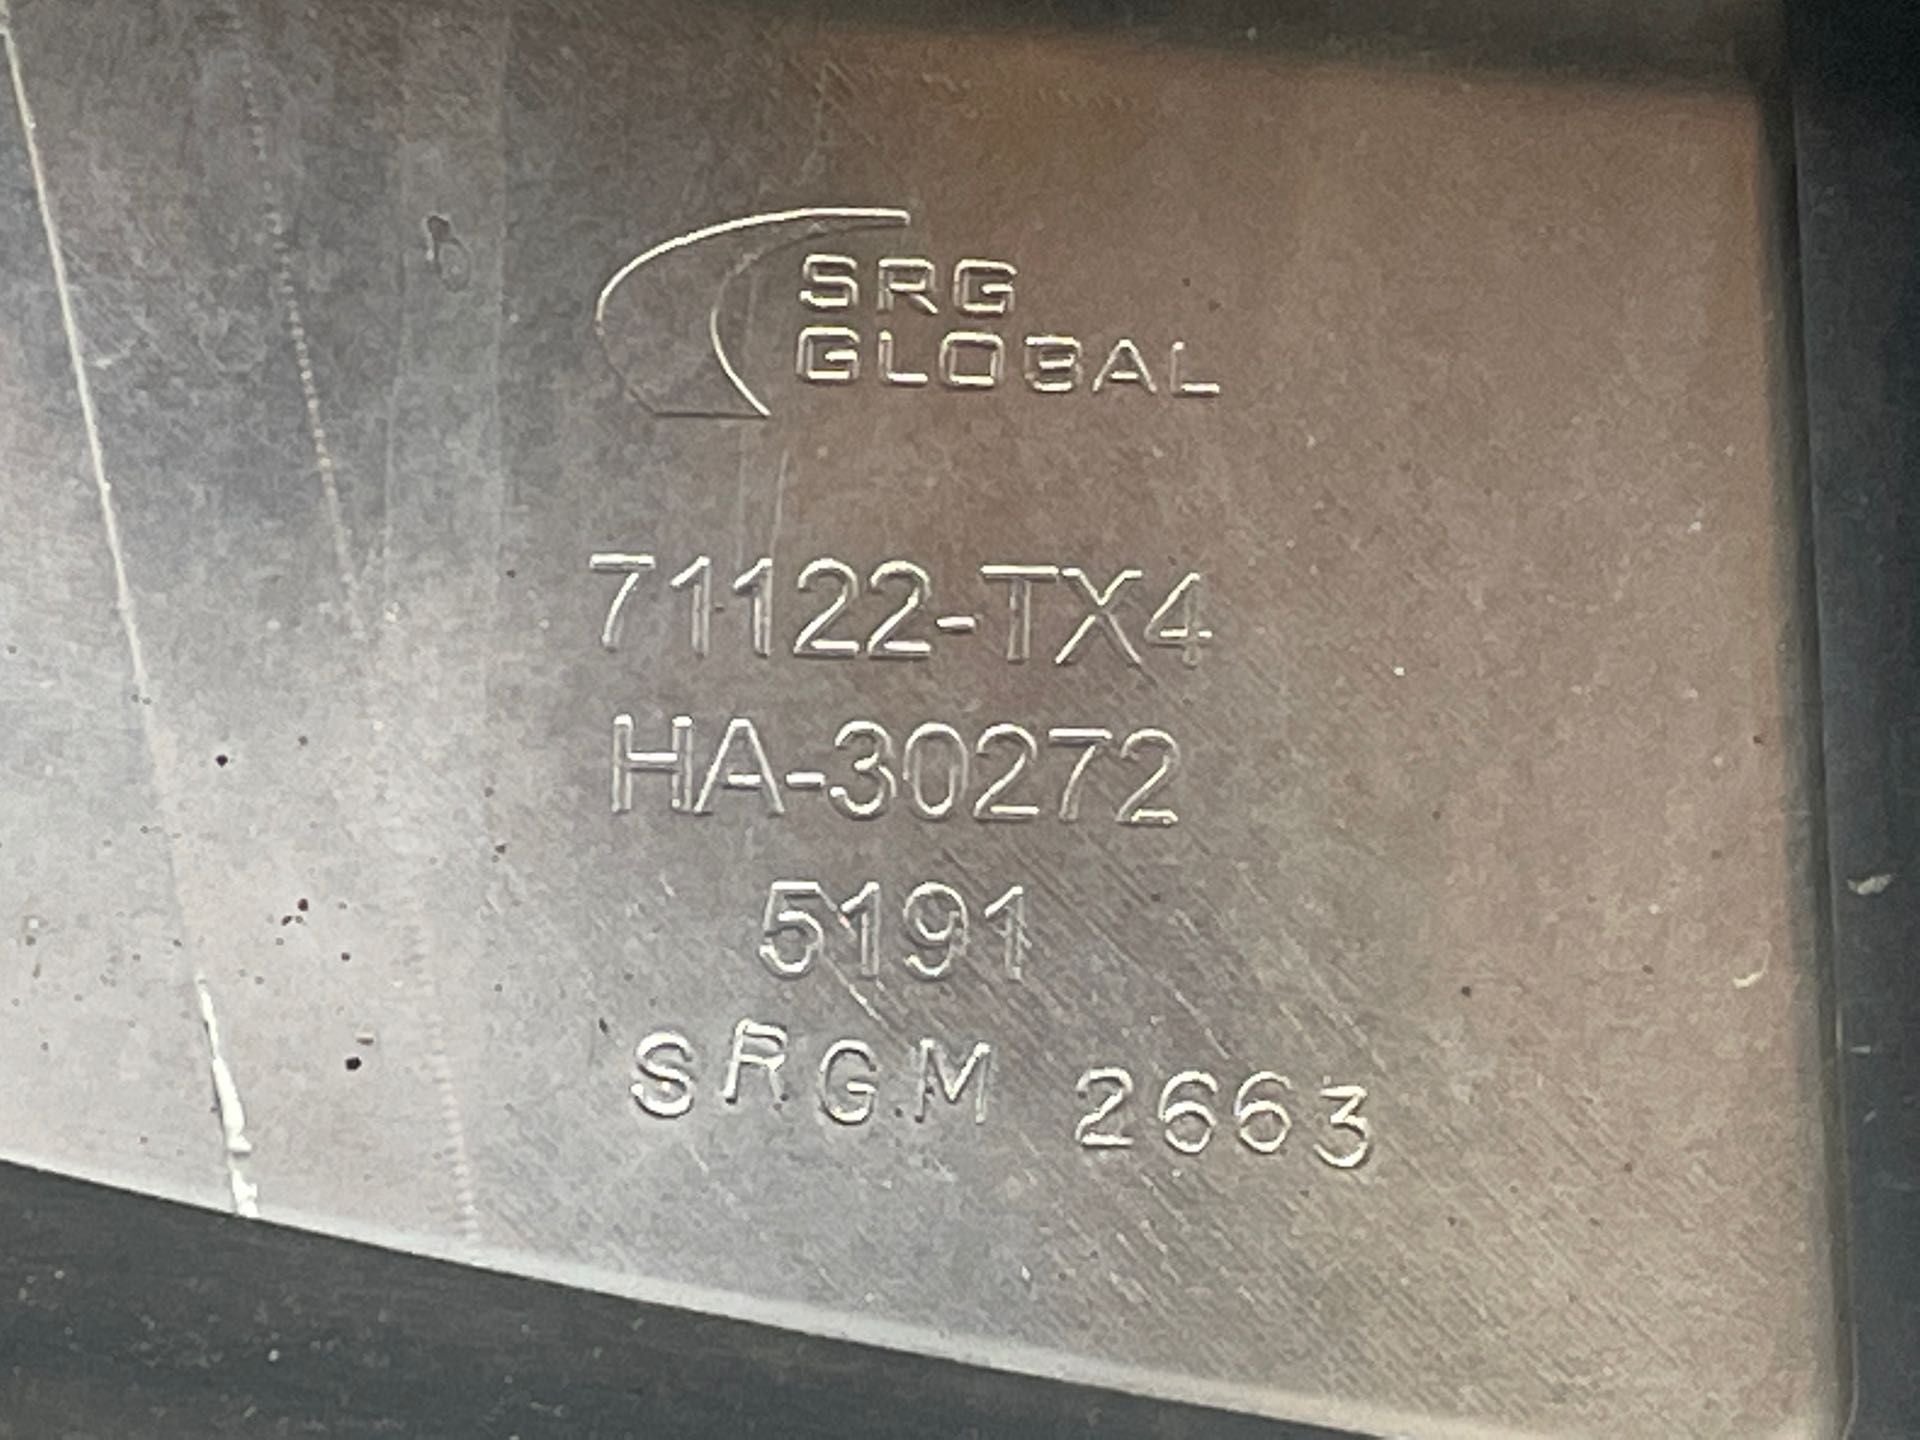 SRG
GLOBAL
71122-TX4
HA-30272
5191
SRGM 2663